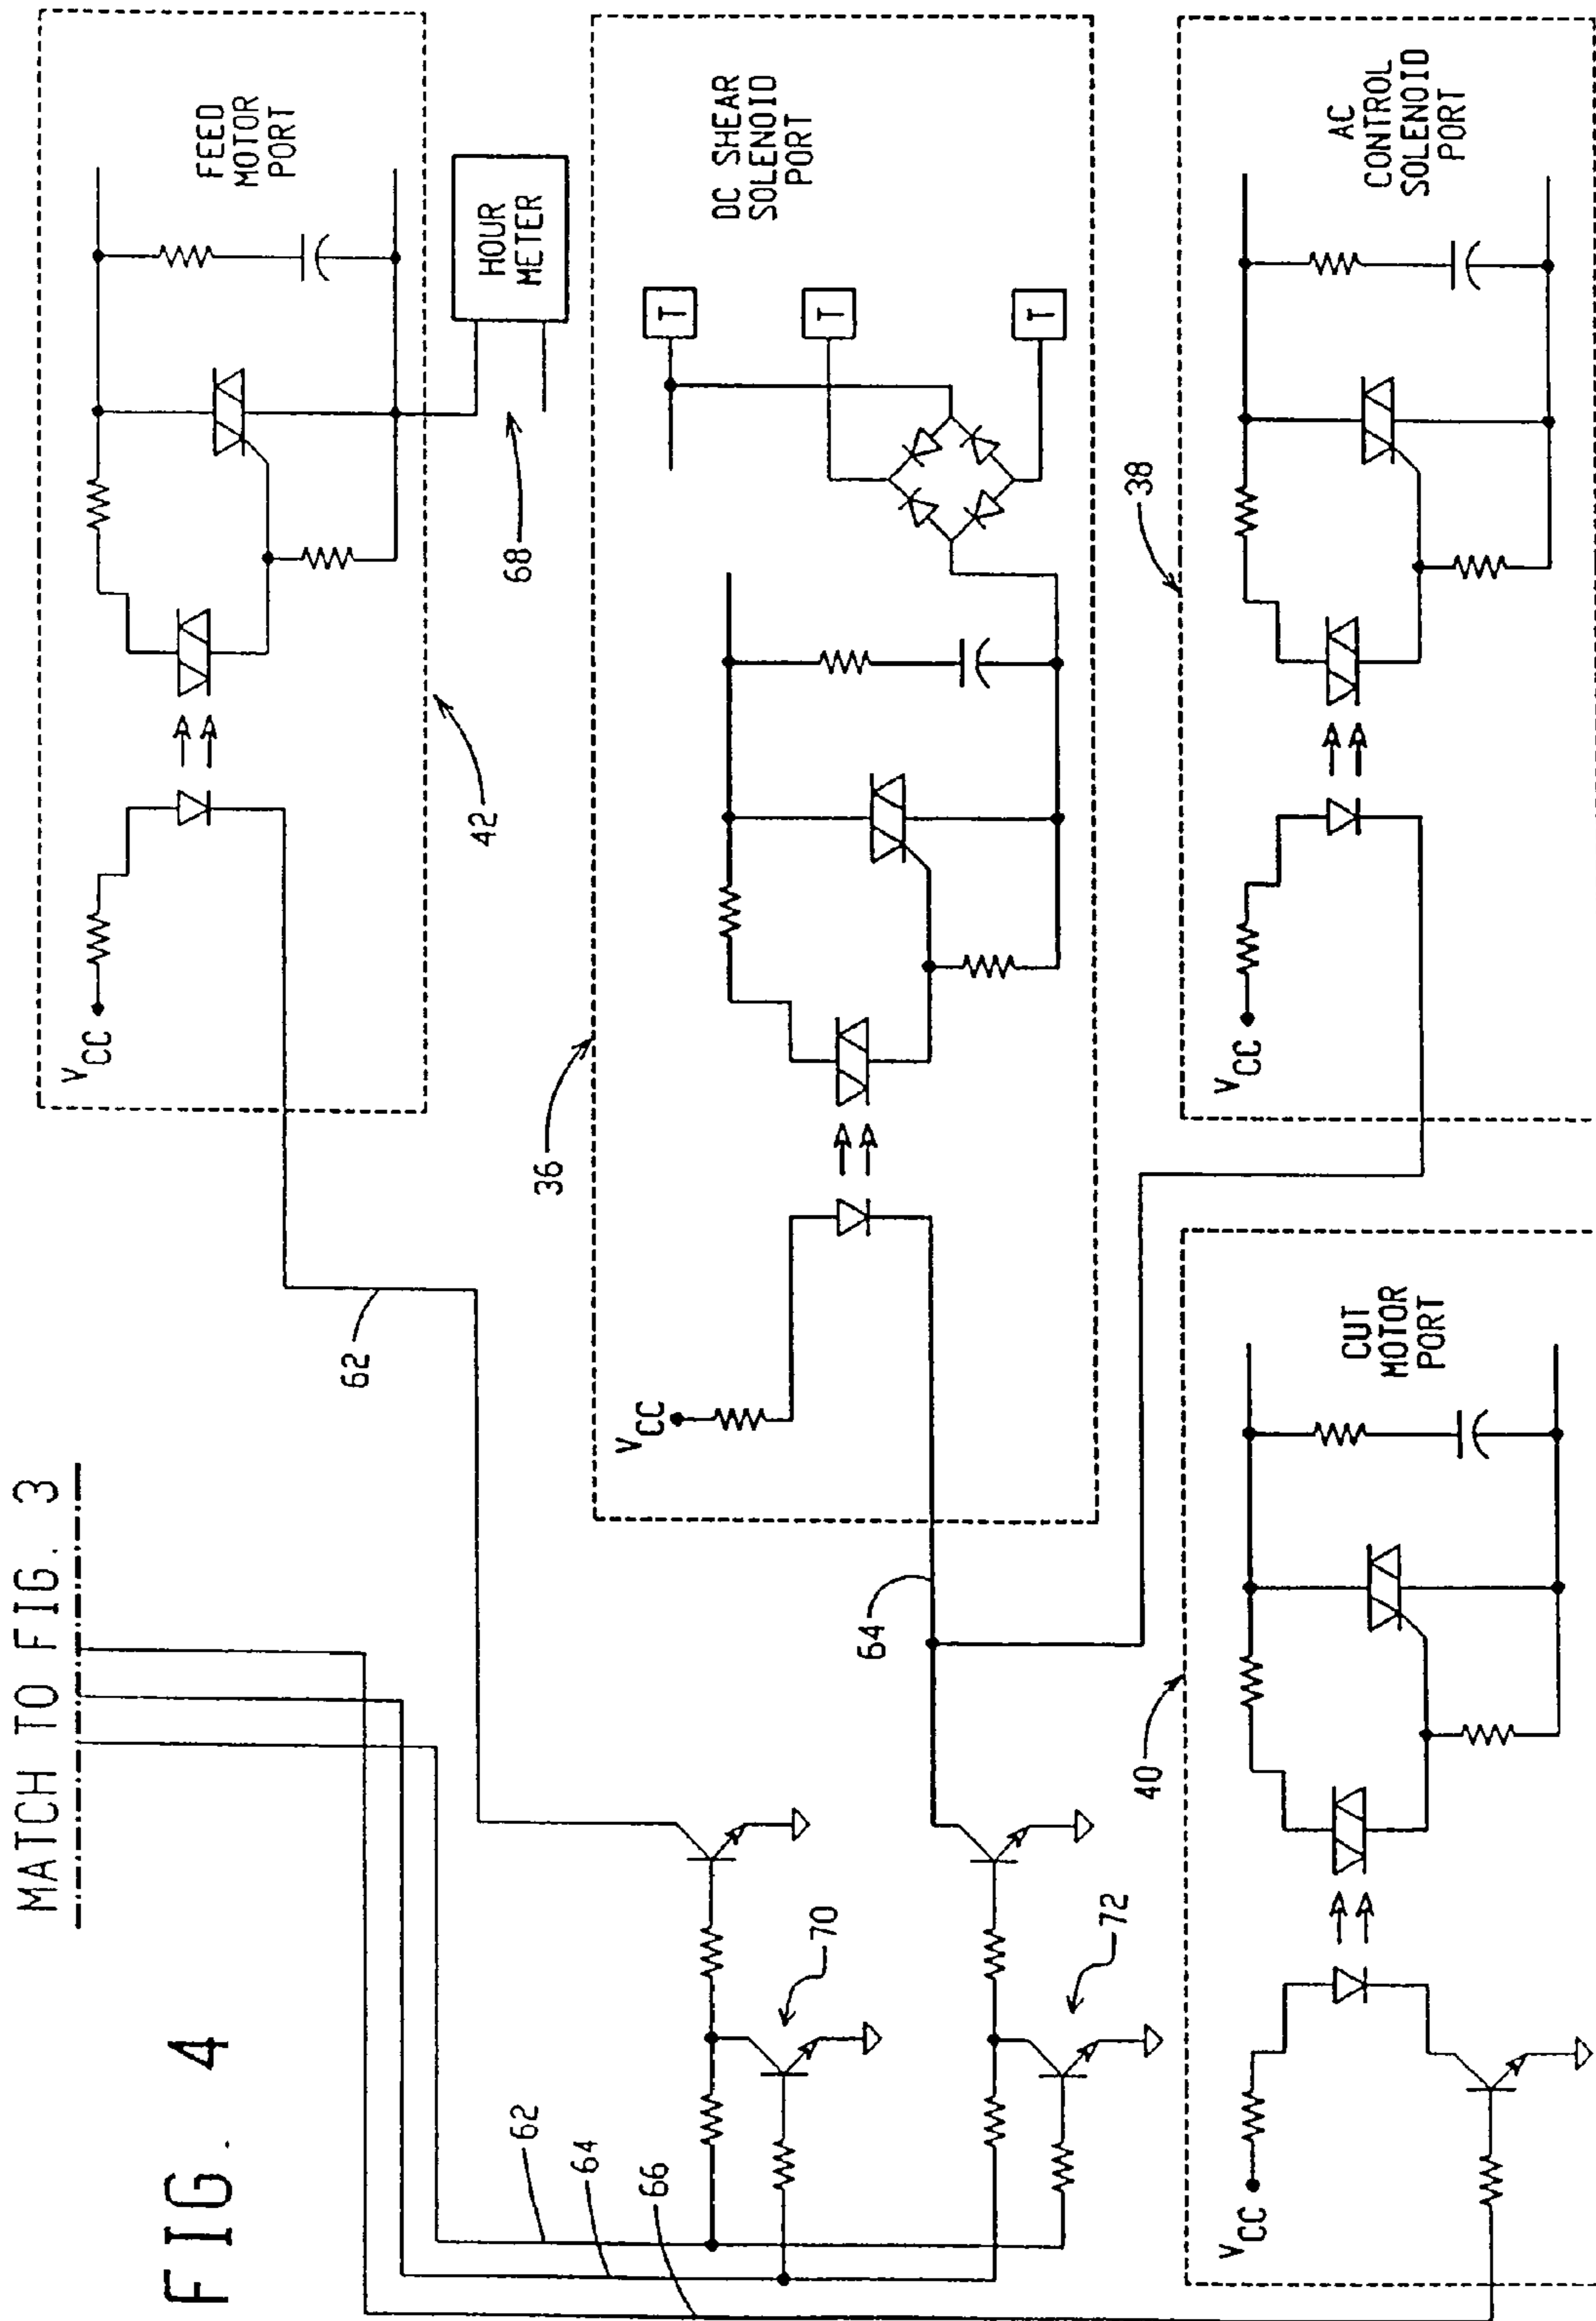 FIG. 4
MATCH TO FIG. 3
62
64
66
70
72
62
64
VCC
FEED
MOTOR
PORT
42
68
HOUR
METER
36
VCC
DC SHEAR
SOLENOID
PORT
T
T
T
38
VCC
AC
CONTROL
SOLENOID
PORT
40
VCC
CUT
MOTOR
PORT